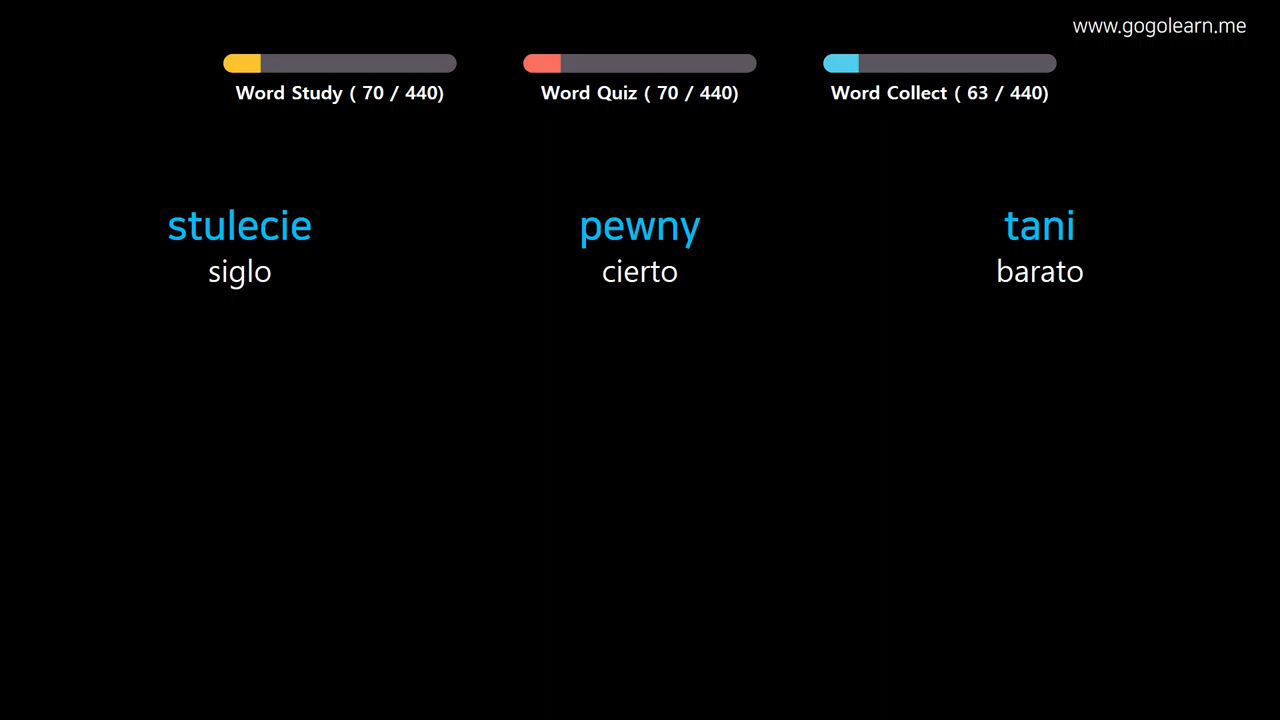 www.gogolearn.me
Word Study ( 70 / 440)
Word Quiz ( 70 / 440)
Word Collect ( 63 / 440)
stulecie
siglo
pewny
cierto
tani
barato